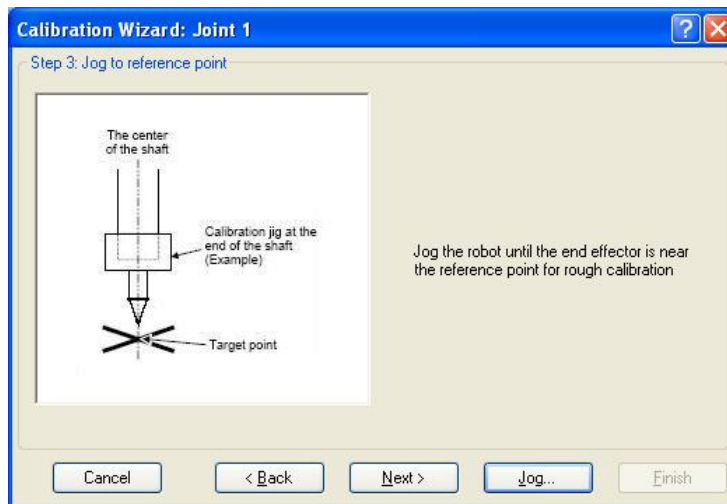 Calibration Wizard: Joint 1
Step 3: Jog to reference point
The center
of the shaft
Calibration jig at the
end of the shaft
(Example)
Target point
Jog the robot until the end effector is near
the reference point for rough calibration
Cancel
< Back
Next >
Jog...
Finish